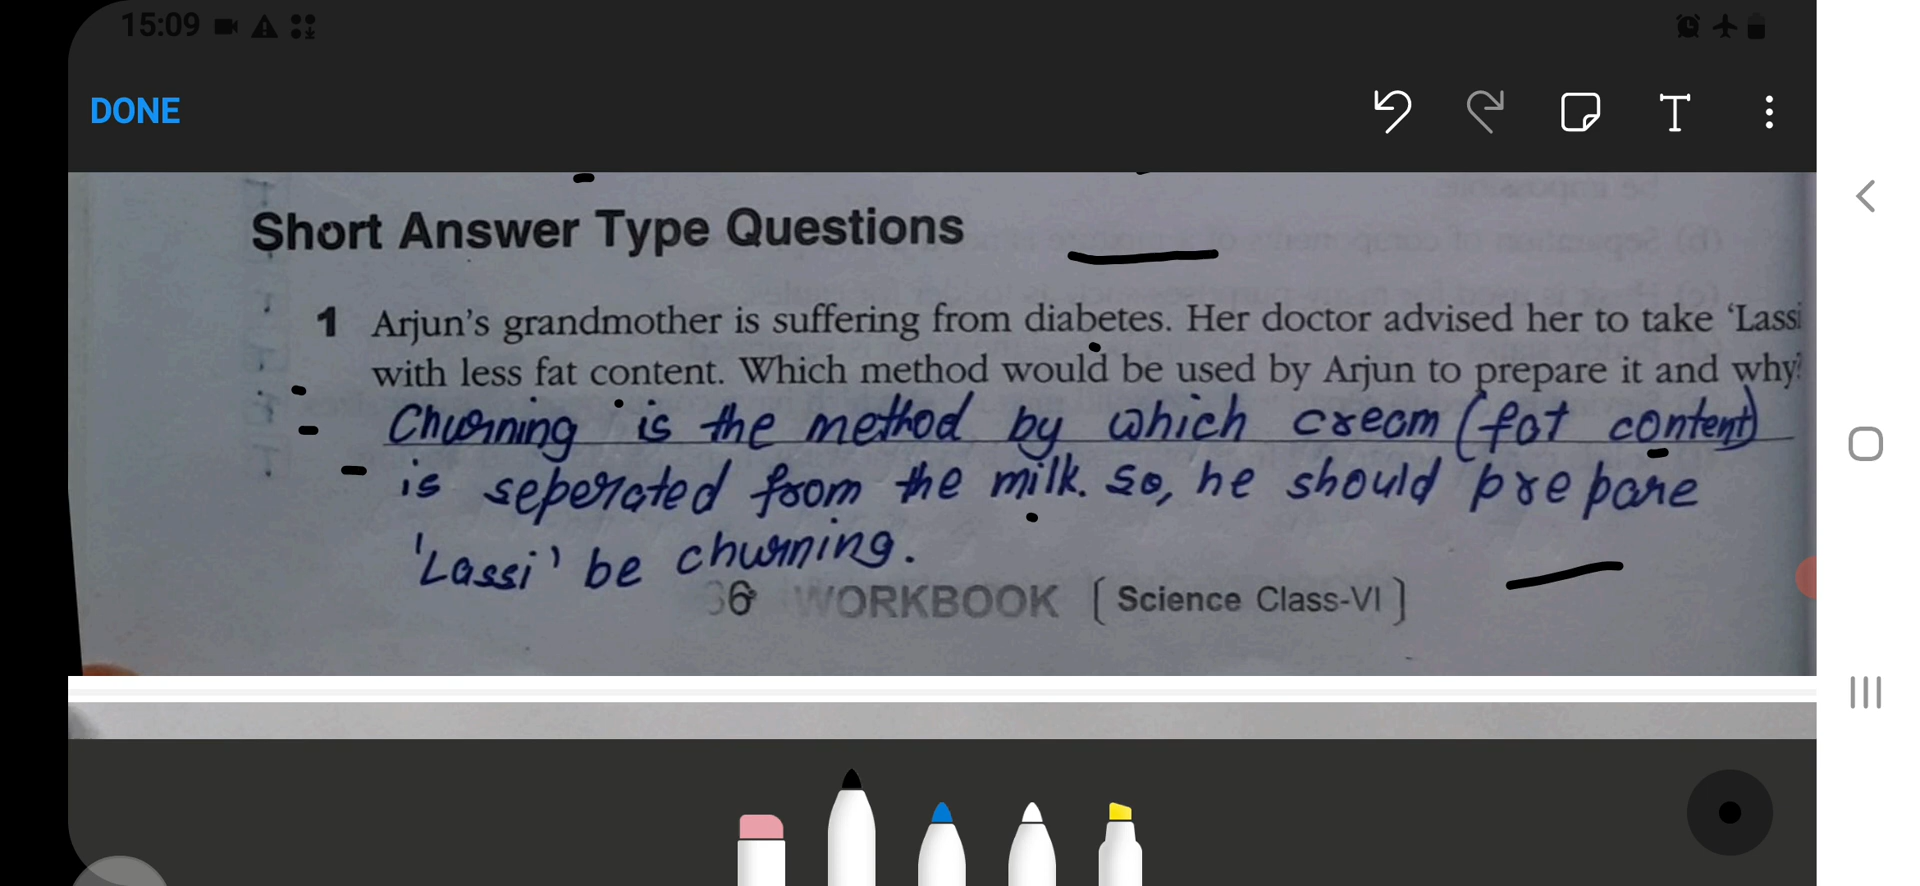 15:09
DONE
Short Answer Type Questions
1 Arjun's grandmother is suffering from diabetes. Her doctor advised her to take 'Lassi
with less fat content. Which method would be used by Arjun to prepare it and why?
Churning is the method by which cream (fat content)
is seperated from the milk. So, he should prepare
'Lassi' be churning.
36 WORKBOOK [ Science Class-VI ]